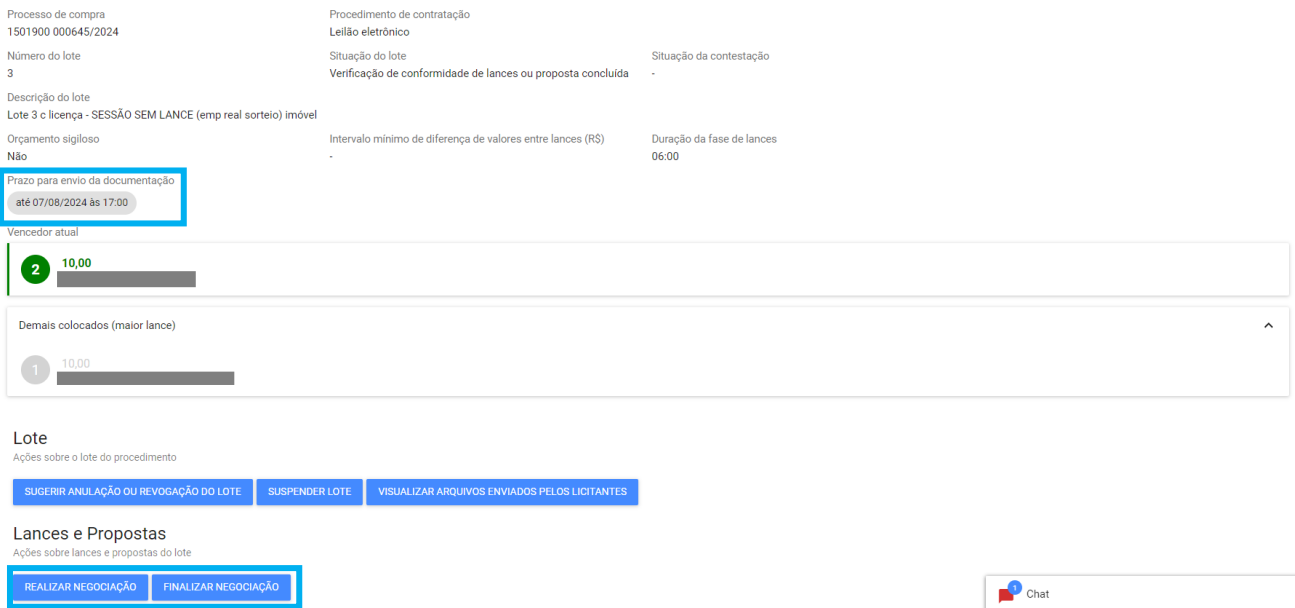 Processo de compra
Procedimento de contratação
1501900 000645/2024
Leilão eletrônico
Número do lote
Situação do lote
Situação da contestação
3
Verificação de conformidade de lances ou proposta concluída
-
Descrição do lote
Lote 3 c licença - SESSÃO SEM LANCE (emp real sorteio) imóvel
Orçamento sigiloso
Intervalo mínimo de diferença de valores entre lances (R$)
Duração da fase de lances
Não
-
06:00
Prazo para envio da documentação
até 07/08/2024 às 17:00
Vencedor atual
2
10,00
Demais colocados (maior lance)
1
10,00
Lote
Ações sobre o lote do procedimento
SUGERIR ANULAÇÃO OU REVOGAÇÃO DO LOTE
SUSPENDER LOTE
VISUALIZAR ARQUIVOS ENVIADOS PELOS LICITANTES
Lances e Propostas
Ações sobre lances e propostas do lote
REALIZAR NEGOCIAÇÃO
FINALIZAR NEGOCIAÇÃO
1
Chat